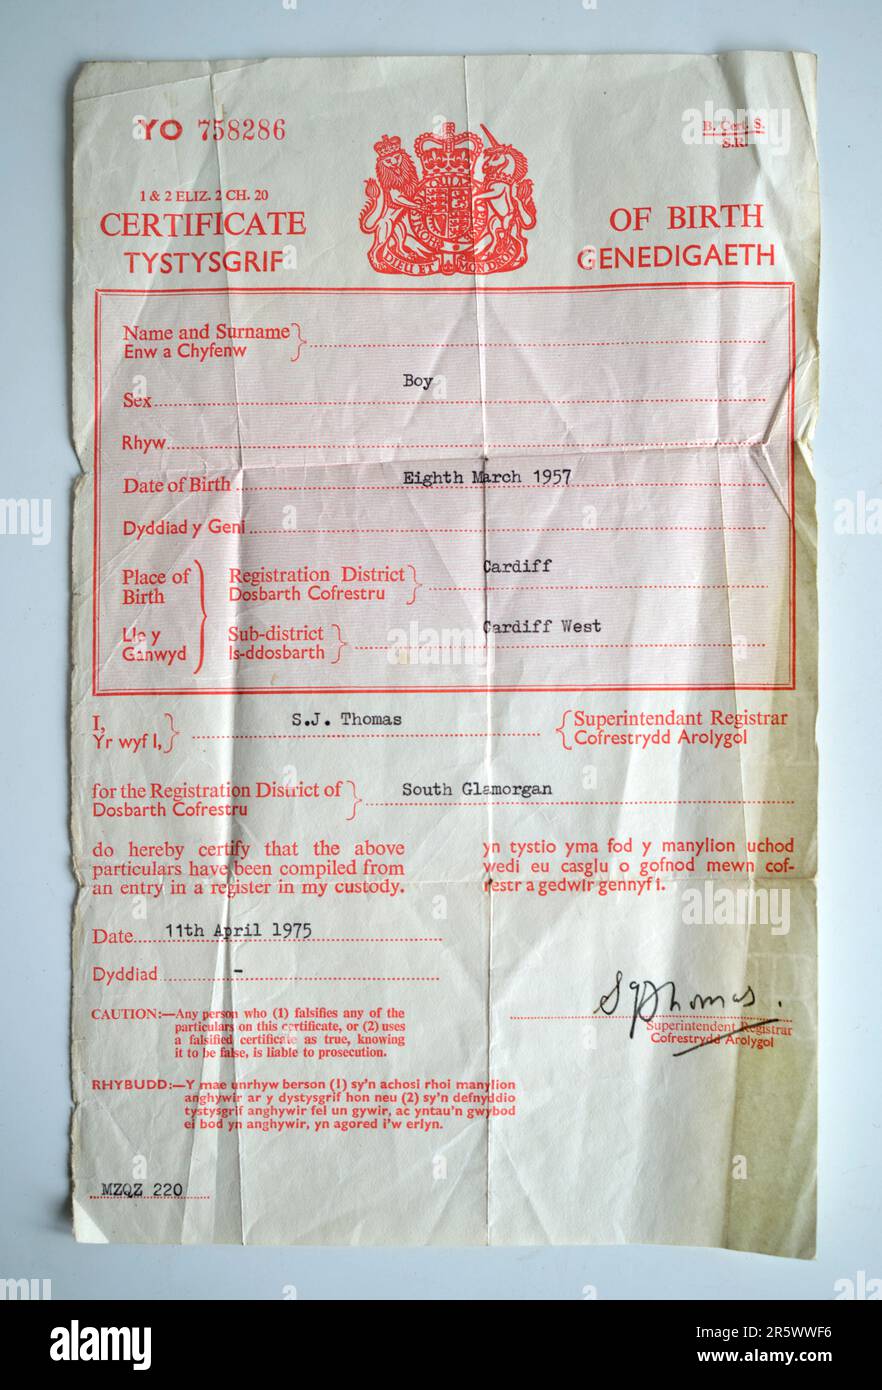 YO 758286
B. Cert. S.
S.R.
1 & 2 ELIZ. 2 CH. 20
CERTIFICATE OF BIRTH
TYSTYSGRIF GENEDIGAETH
DIEU ET MON DROIT
Name and Surname
Enw a Chyfenw
Boy
Sex
Rhyw
Date of Birth Eighth March 1957
Dyddiad y Geni
Place of Birth
Lle y Ganwyd
Registration District Cardiff
Dosbarth Cofrestru
Sub-district Cardiff West
Is-ddosbarth
I, S.J. Thomas Superintendant Registrar
Yr wyf I, Cofrestrydd Arolygol
for the Registration District of South Glamorgan
Dosbarth Cofrestru
do hereby certify that the above
particulars have been compiled from
an entry in a register in my custody.
yn tystio yma fod y manylion uchod
wedi eu casglu o gofnod mewn cof-
restr a gedwir gennyf i.
Date 11th April 1975
Dyddiad -
CAUTION:—Any person who (1) falsifies any of the
particulars on this certificate, or (2) uses
a falsified certificate as true, knowing
it to be false, is liable to prosecution.
S J Thomas.
Superintendent Registrar
Cofrestrydd Arolygol
RHYBUDD:—Y mae unrhyw berson (1) sy'n achosi rhoi manylion
anghywir ar y dystysgrif hon neu (2) sy'n defnyddio
tystysgrif anghywir fel un gywir, ac yntau'n gwybod
ei bod yn anghywir, yn agored i'w erlyn.
MZQZ 220
alamy
Image ID: 2R5WWF6
www.alamy.com